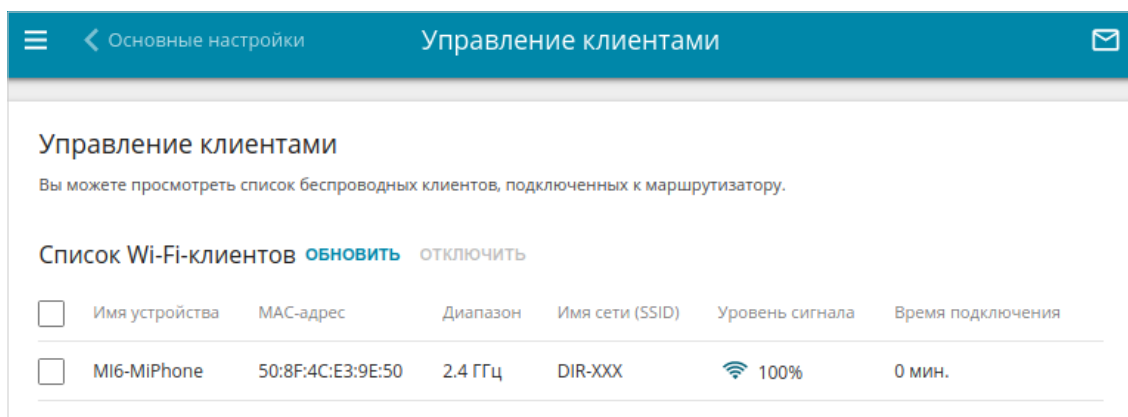 Основные настройки Управление клиентами
Управление клиентами
Вы можете просмотреть список беспроводных клиентов, подключенных к маршрутизатору.
Список Wi-Fi-клиентов ОБНОВИТЬ ОТКЛЮЧИТЬ
Имя устройства MAC-адрес Диапазон Имя сети (SSID) Уровень сигнала Время подключения
MI6-MiPhone 50:8F:4C:E3:9E:50 2.4 ГГц DIR-XXX 100% 0 мин.